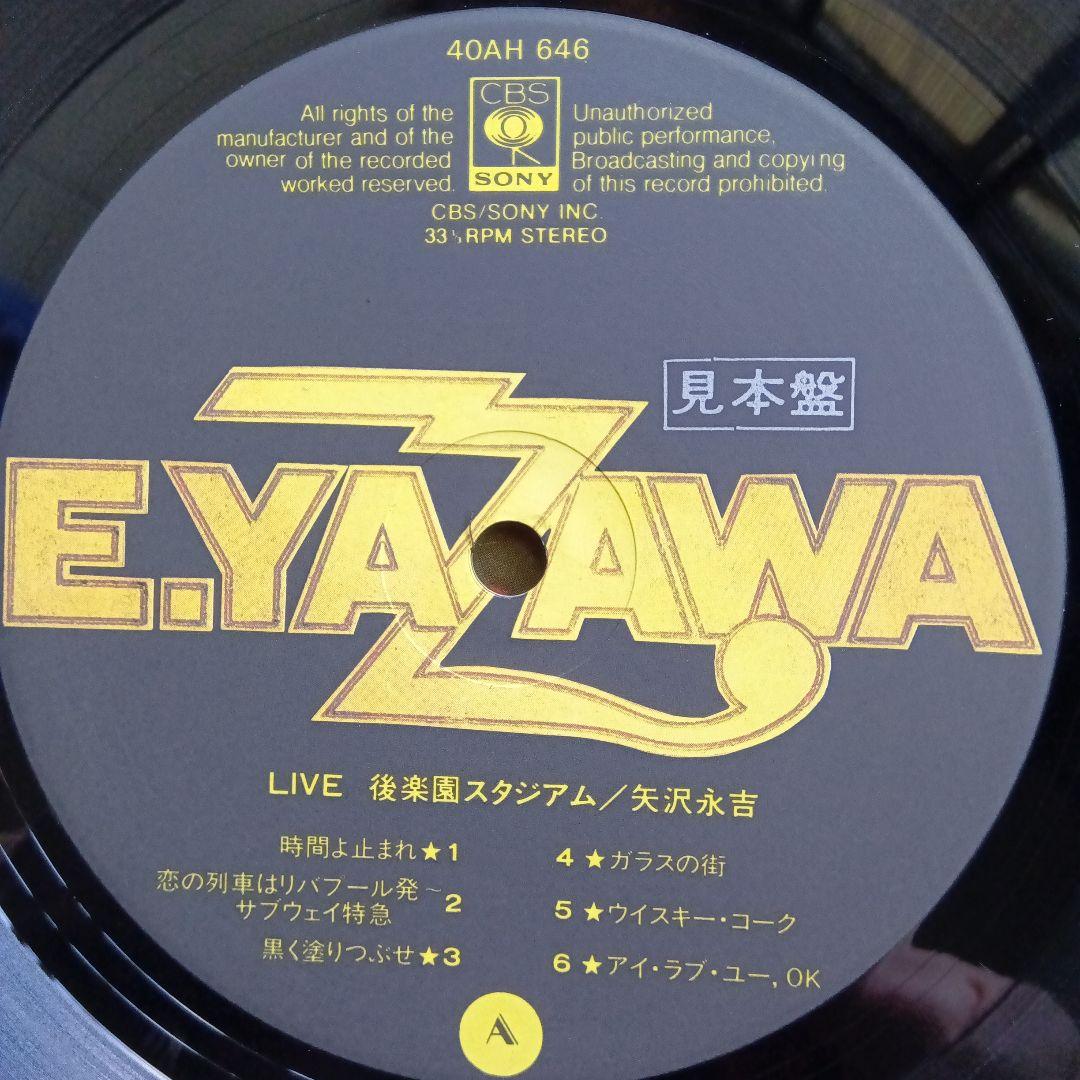 40AH 646
CBS
SONY
All rights of the
manufacturer and of the
owner of the recorded
worked reserved.
Unauthorized
public performance,
Broadcasting and copying
of this record prohibited.
CBS/SONY INC.
33⅓RPM STEREO
見本盤
E.YAZAWA
LIVE 後楽園スタジアム／矢沢永吉
時間よ止まれ★1
恋の列車はリバプール発～
サブウェイ特急 2
黒く塗りつぶせ★3
4★ガラスの街
5★ウイスキー・コーク
6★アイ・ラブ・ユー,OK
A